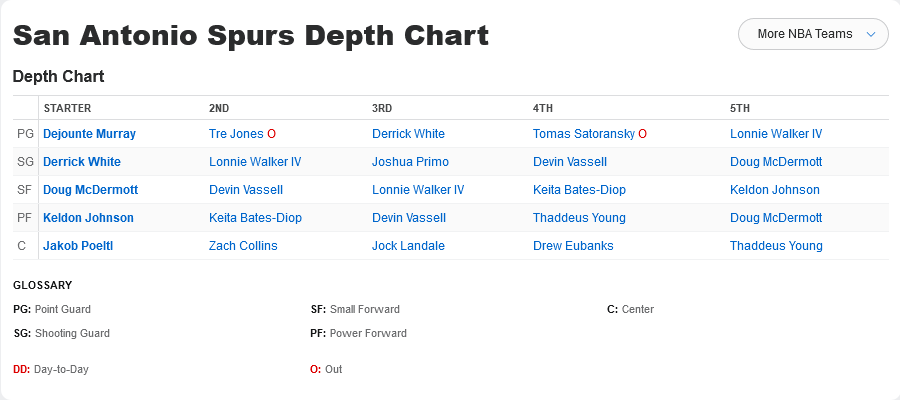 San Antonio Spurs Depth Chart
More NBA Teams
Depth Chart
STARTER 2ND 3RD 4TH 5TH
PG Dejounte Murray Tre Jones O Derrick White Tomas Satoransky O Lonnie Walker IV
SG Derrick White Lonnie Walker IV Joshua Primo Devin Vassell Doug McDermott
SF Doug McDermott Devin Vassell Lonnie Walker IV Keita Bates-Diop Keldon Johnson
PF Keldon Johnson Keita Bates-Diop Devin Vassell Thaddeus Young Doug McDermott
C Jakob Poeltl Zach Collins Jock Landale Drew Eubanks Thaddeus Young
GLOSSARY
PG: Point Guard SF: Small Forward C: Center
SG: Shooting Guard PF: Power Forward
DD: Day-to-Day O: Out